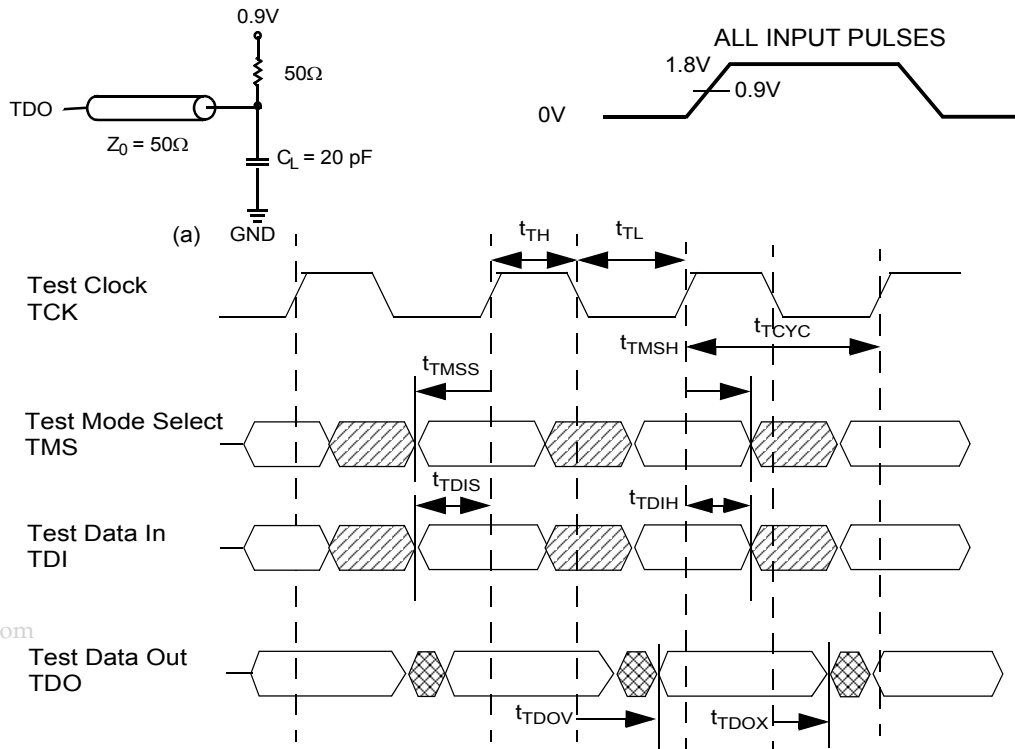 0.9V
50Ω
TDO
Z0 = 50Ω
CL = 20 pF
(a) GND
ALL INPUT PULSES
1.8V
0.9V
0V
tTH
tTL
Test Clock
TCK
tTMSH
tTCYC
tTMSS
Test Mode Select
TMS
tTDIS
tTDIH
Test Data In
TDI
om
Test Data Out
TDO
tTDOV
tTDOX